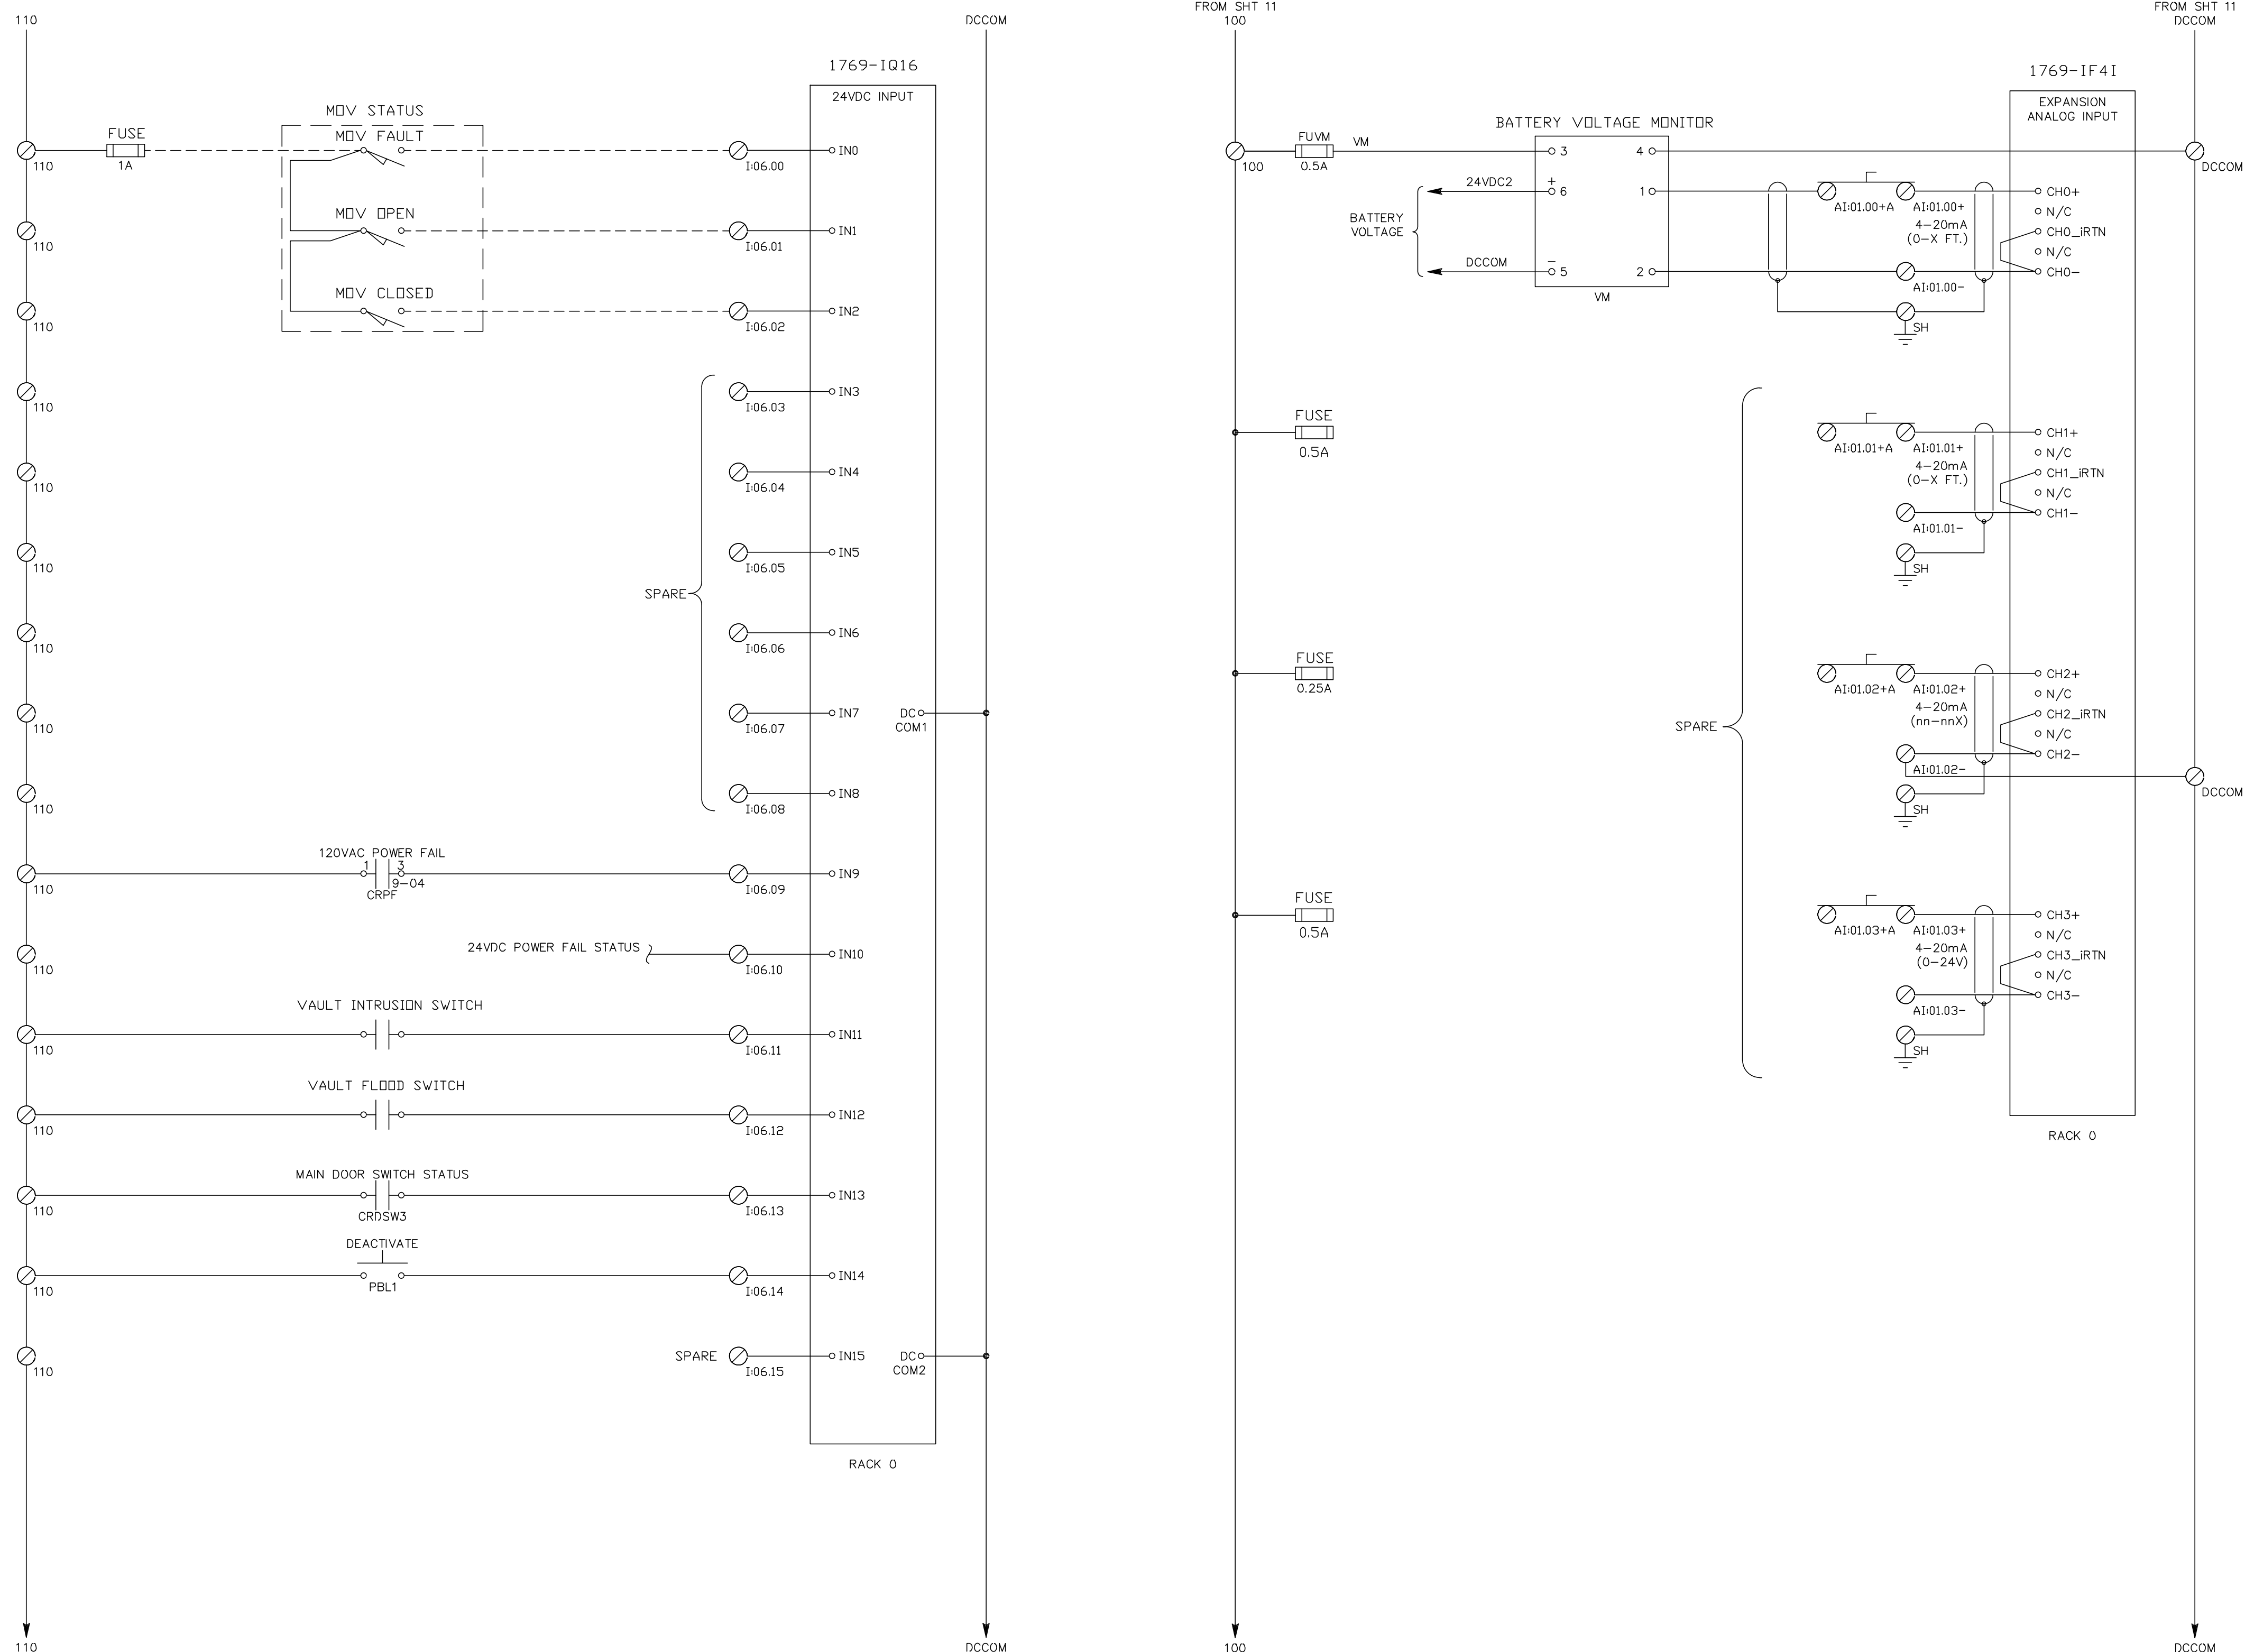 110
DCCOM
1769-IQ16
24VDC INPUT
MOV STATUS
FUSE
MOV FAULT
110
1A
I:06.00
IN0
MOV OPEN
110
I:06.01
IN1
MOV CLOSED
110
I:06.02
IN2
110
I:06.03
IN3
110
I:06.04
IN4
110
I:06.05
IN5
SPARE
110
I:06.06
IN6
110
I:06.07
IN7
DC
COM1
110
I:06.08
IN8
120VAC POWER FAIL
1 3
9-04
CRPF
110
I:06.09
IN9
24VDC POWER FAIL STATUS
110
I:06.10
IN10
VAULT INTRUSION SWITCH
110
I:06.11
IN11
VAULT FLOOD SWITCH
110
I:06.12
IN12
MAIN DOOR SWITCH STATUS
CRDSW3
110
I:06.13
IN13
DEACTIVATE
PBL1
110
I:06.14
IN14
SPARE
110
I:06.15
IN15
DC
COM2
RACK 0
110
DCCOM
FROM SHT 11
100
FROM SHT 11
DCCOM
1769-IF4I
EXPANSION
ANALOG INPUT
BATTERY VOLTAGE MONITOR
FUVM
VM
100
0.5A
3
4
DCCOM
24VDC2
+
6
1
BATTERY
VOLTAGE
DCCOM
-
5
2
VM
AI:01.00+A
AI:01.00+
4-20mA
(0-X FT.)
AI:01.00-
SH
CH0+
N/C
CH0_iRTN
N/C
CH0-
FUSE
0.5A
AI:01.01+A
AI:01.01+
4-20mA
(0-X FT.)
AI:01.01-
SH
CH1+
N/C
CH1_iRTN
N/C
CH1-
FUSE
0.25A
SPARE
AI:01.02+A
AI:01.02+
4-20mA
(nn-nnX)
AI:01.02-
SH
CH2+
N/C
CH2_iRTN
N/C
CH2-
DCCOM
FUSE
0.5A
AI:01.03+A
AI:01.03+
4-20mA
(0-24V)
AI:01.03-
SH
CH3+
N/C
CH3_iRTN
N/C
CH3-
RACK 0
100
DCCOM